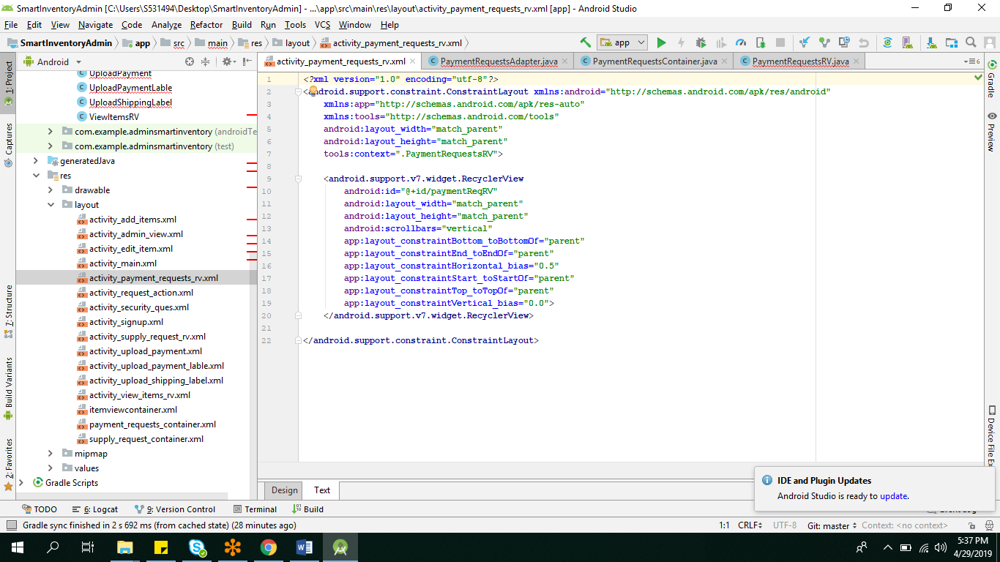 SmartInventoryAdmin [C:\Users\S531494\Desktop\SmartInventoryAdmin] - ...\app\src\main\res\layout\activity_payment_requests_rv.xml [app] - Android Studio
File Edit View Navigate Code Analyze Refactor Build Run Tools VCS Window Help
SmartInventoryAdmin app src main res layout activity_payment_requests_rv.xml app
Android
activity_payment_requests_rv.xml PaymentRequestsAdapter.java PaymentRequestsContainer.java PaymentRequestsRV.java 6
1: Project
Captures
7: Structure
Build Variants
2: Favorites
UploadPayment
UploadPaymentLable
UploadShippingLabel
ViewItemsRV
com.example.adminsmartinventory (androidTe
com.example.adminsmartinventory (test)
generatedJava
res
drawable
layout
activity_add_items.xml
activity_admin_view.xml
activity_edit_item.xml
activity_main.xml
activity_payment_requests_rv.xml
activity_request_action.xml
activity_security_ques.xml
activity_signup.xml
activity_supply_request_rv.xml
activity_upload_payment.xml
activity_upload_payment_lable.xml
activity_upload_shipping_label.xml
activity_view_items_rv.xml
itemviewcontainer.xml
payment_requests_container.xml
supply_request_container.xml
mipmap
values
Gradle Scripts
1 <?xml version="1.0" encoding="utf-8"?>
2 <android.support.constraint.ConstraintLayout xmlns:android="http://schemas.android.com/apk/res/android"
3 xmlns:app="http://schemas.android.com/apk/res-auto"
4 xmlns:tools="http://schemas.android.com/tools"
5 android:layout_width="match_parent"
6 android:layout_height="match_parent"
7 tools:context=".PaymentRequestsRV">
8
9 <android.support.v7.widget.RecyclerView
10 android:id="@+id/paymentReqRV"
11 android:layout_width="match_parent"
12 android:layout_height="match_parent"
13 android:scrollbars="vertical"
14 app:layout_constraintBottom_toBottomOf="parent"
15 app:layout_constraintEnd_toEndOf="parent"
16 app:layout_constraintHorizontal_bias="0.5"
17 app:layout_constraintStart_toStartOf="parent"
18 app:layout_constraintTop_toTopOf="parent"
19 app:layout_constraintVertical_bias="0.0">
20 </android.support.v7.widget.RecyclerView>
21
22 </android.support.constraint.ConstraintLayout>
Gradle
Preview
Device File Ex
Design Text
IDE and Plugin Updates
Android Studio is ready to update.
TODO 6: Logcat 9: Version Control Terminal Build
Gradle sync finished in 2 s 692 ms (from cached state) (28 minutes ago) 1:1 CRLF UTF-8 Git: master Context: <no context>
5:37 PM
4/29/2019